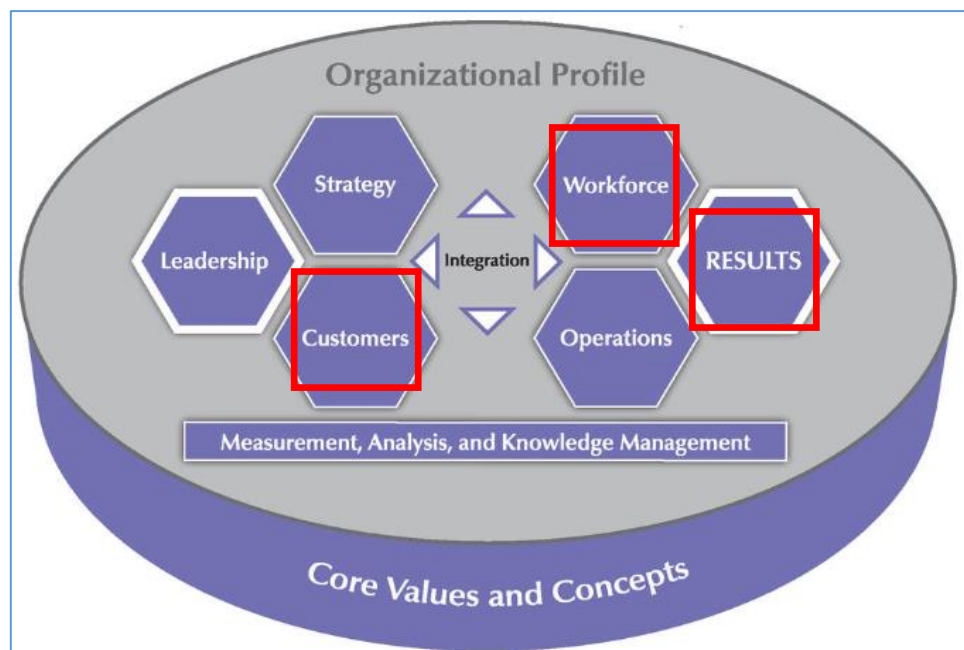 Organizational Profile
Strategy
Workforce
Leadership
Integration
RESULTS
Customers
Operations
Measurement, Analysis, and Knowledge Management
Core Values and Concepts